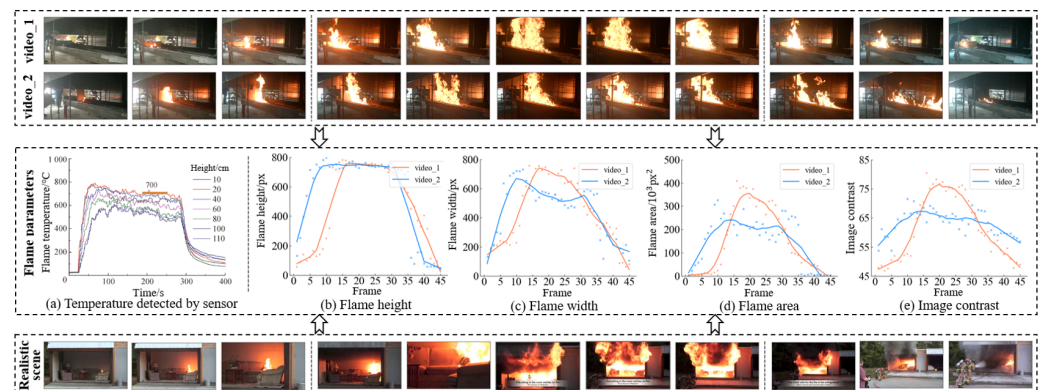 video_1
video_2
Flame parameters
Flame temperature/°C
1 000
800
600
400
200
700
Height/cm
10
20
40
60
80
100
110
0
100
200
300
400
Time/s
(a) Temperature detected by sensor
Flame height/px
800
600
400
200
0
video_1
video_2
1 5 10 15 20 25 30 35 40 45
Frame
(b) Flame height
Flame width/px
800
600
400
200
0
video_1
video_2
1 5 10 15 20 25 30 35 40 45
Frame
(c) Flame width
Flame area/10³px²
500
400
300
200
100
0
video_1
video_2
1 5 10 15 20 25 30 35 40 45
Frame
(d) Flame area
Image contrast
85
75
65
55
45
video_1
video_2
1 5 10 15 20 25 30 35 40 45
Frame
(e) Image contrast
Realistic
scene